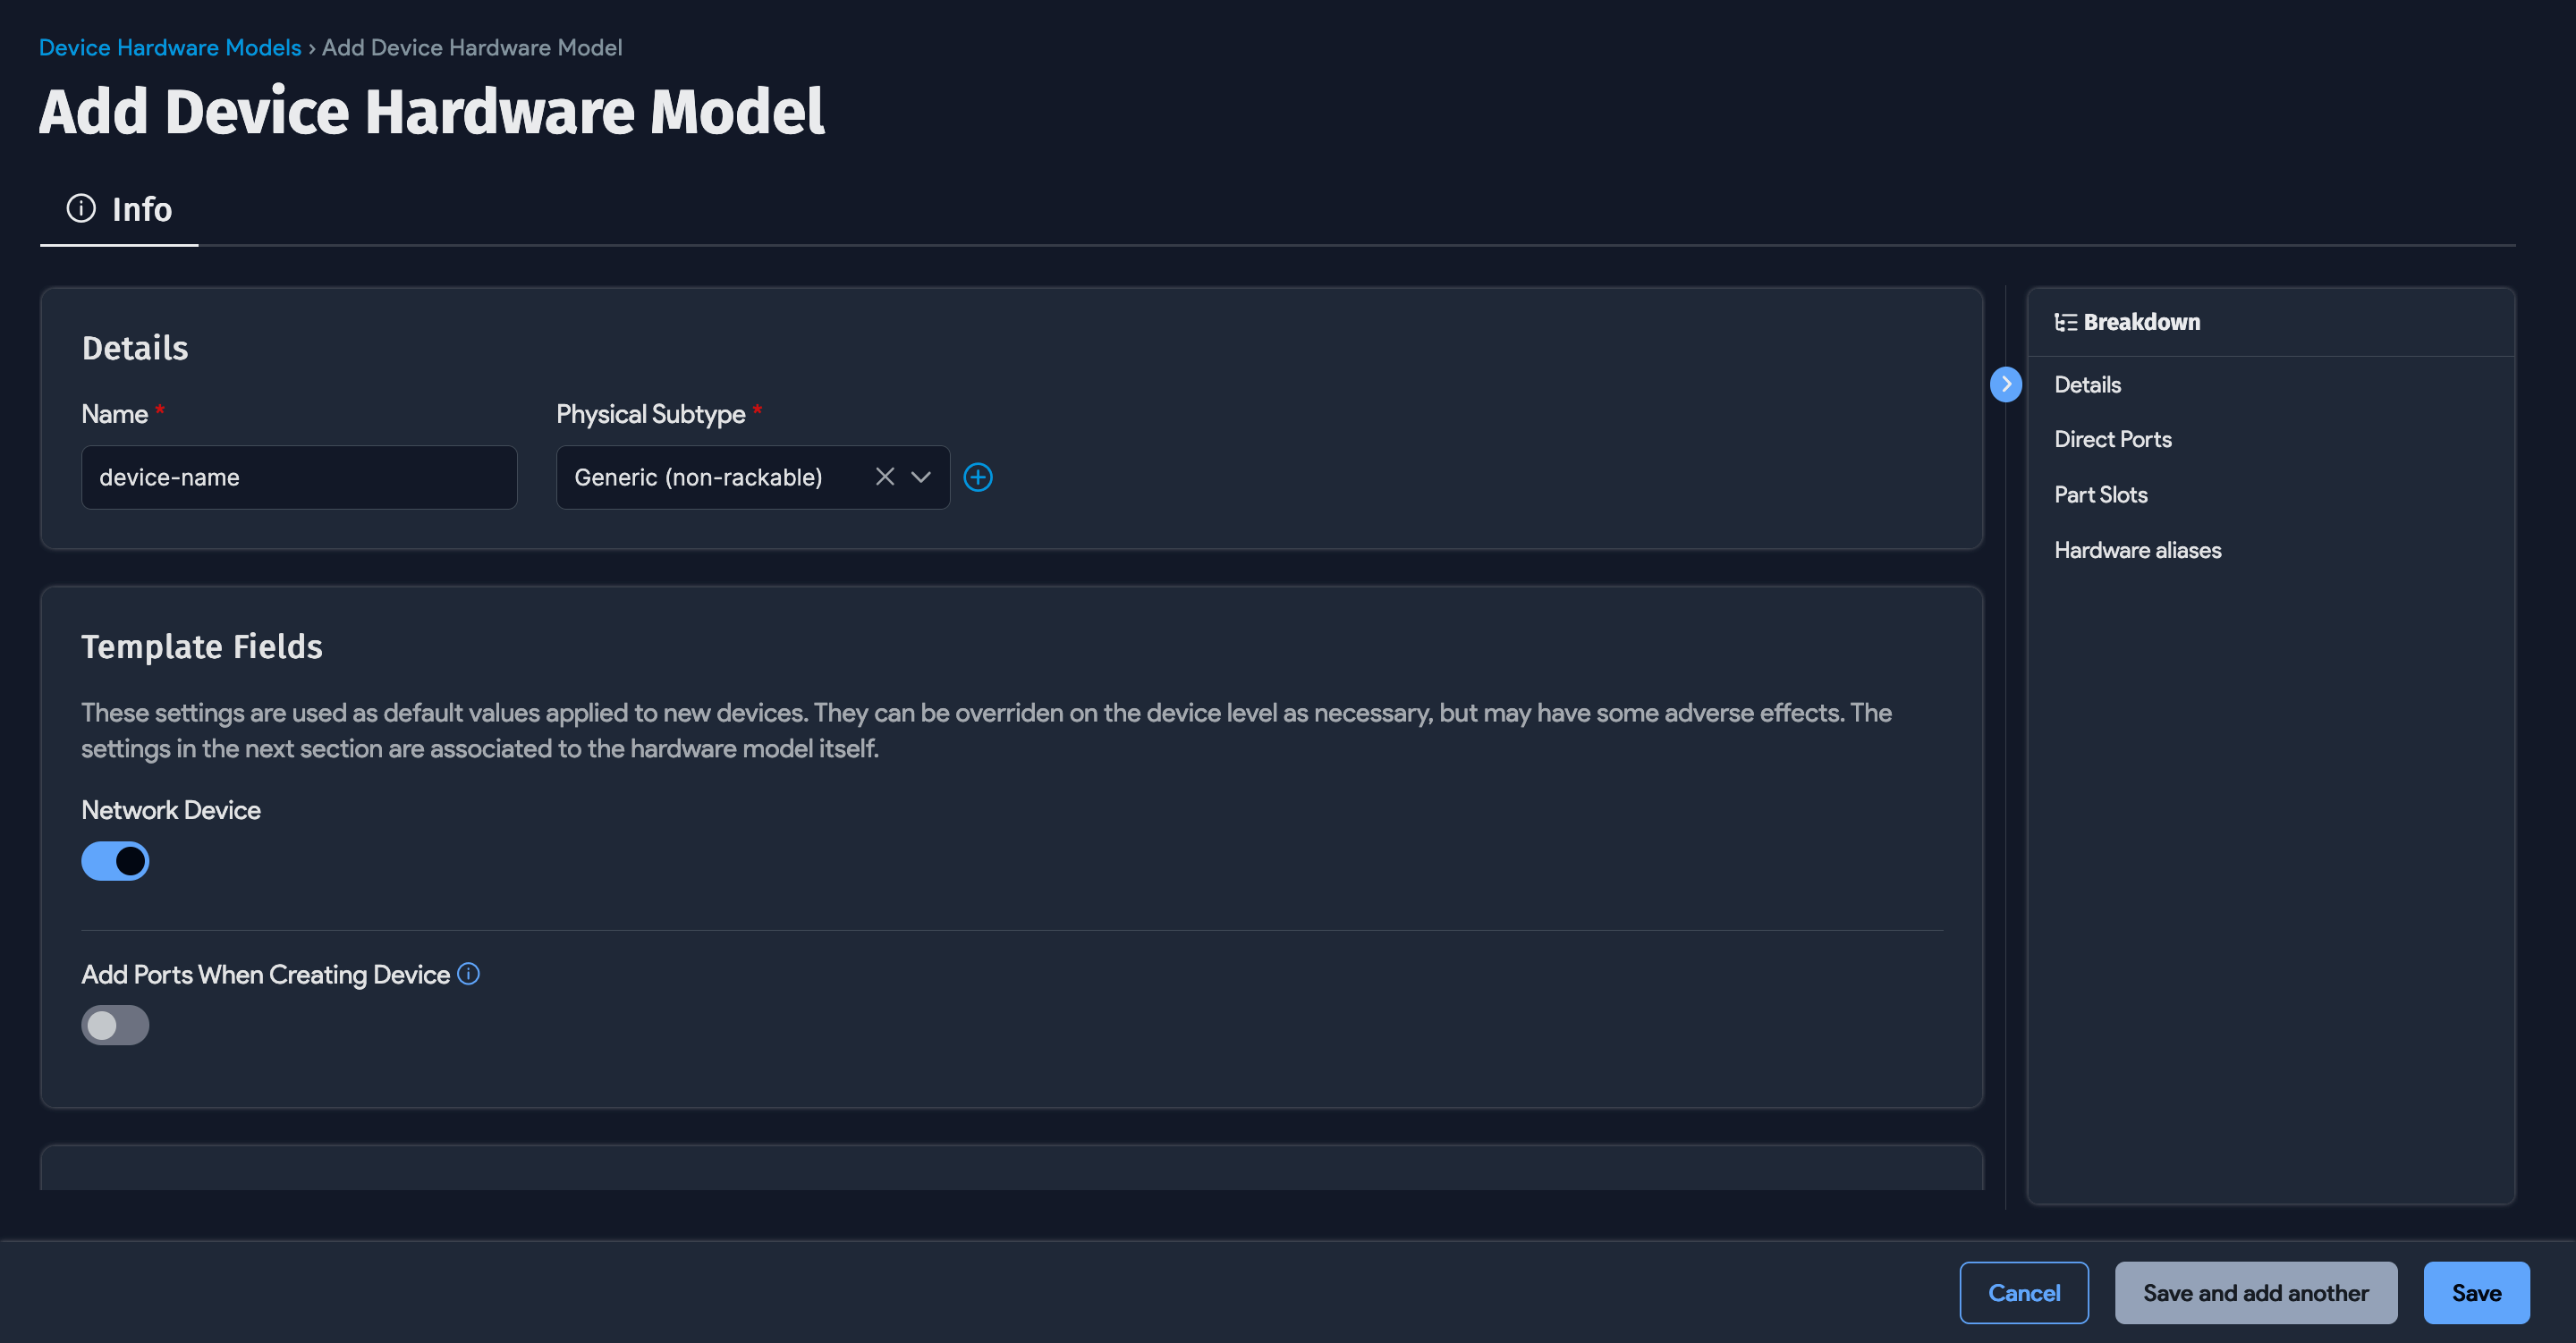 Device Hardware Models › Add Device Hardware Model
Add Device Hardware Model
Info
Details
Name *
Physical Subtype *
device-name
Generic (non-rackable)
Template Fields
These settings are used as default values applied to new devices. They can be overriden on the device level as necessary, but may have some adverse effects. The
settings in the next section are associated to the hardware model itself.
Network Device
Add Ports When Creating Device
Breakdown
Details
Direct Ports
Part Slots
Hardware aliases
Cancel
Save and add another
Save